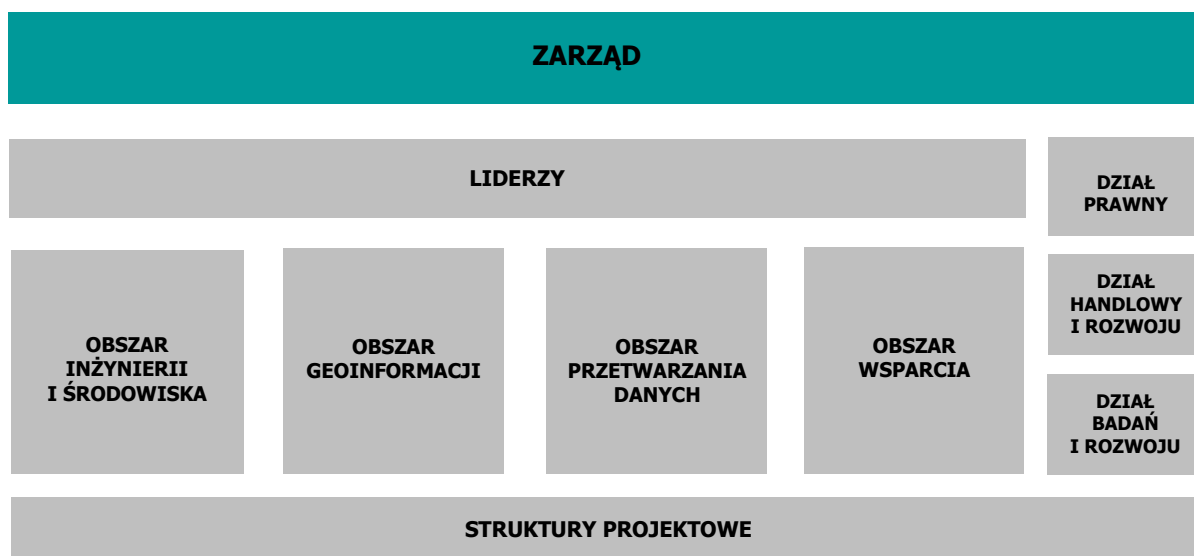 ZARZĄD
LIDERZY
DZIAŁ
PRAWNY
OBSZAR
INŻYNIERII
I ŚRODOWISKA
OBSZAR
GEOINFORMACJI
OBSZAR
PRZETWARZANIA
DANYCH
OBSZAR
WSPARCIA
DZIAŁ
HANDLOWY
I ROZWOJU
DZIAŁ
BADAŃ
I ROZWOJU
STRUKTURY PROJEKTOWE